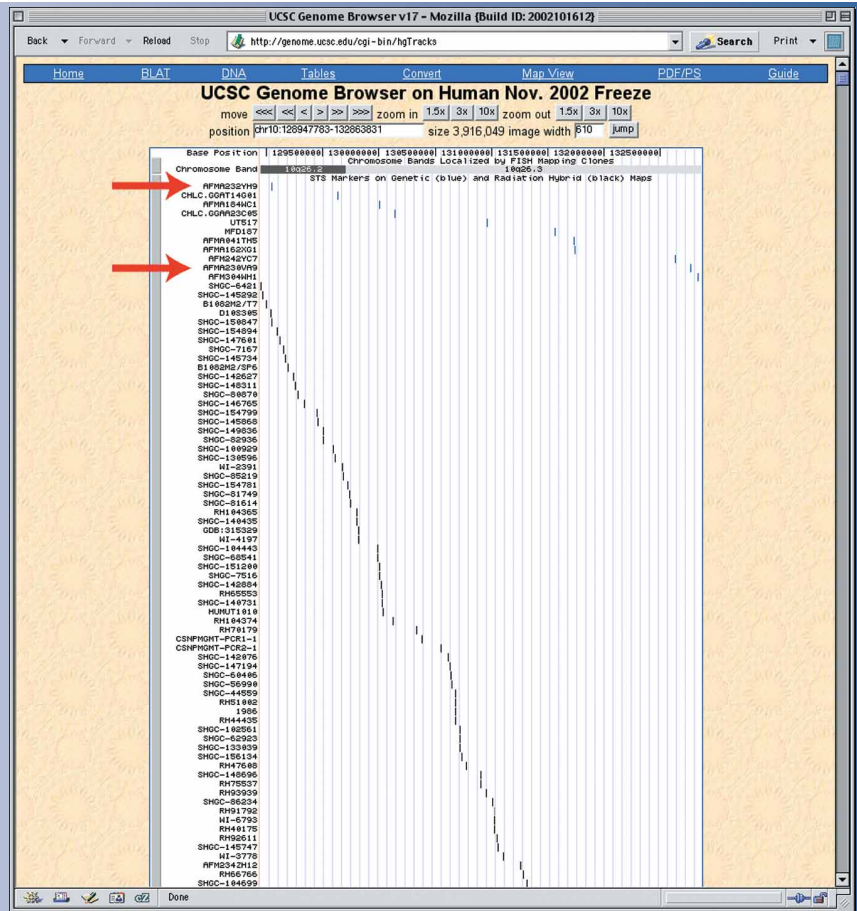 UCSC Genome Browser v17 - Mozilla {Build ID: 2002101612}
Back Forward Reload Stop http://genome.ucsc.edu/cgi-bin/hgTracks Search Print
Home BLAT DNA Tables Convert Map View PDF/PS Guide
UCSC Genome Browser on Human Nov. 2002 Freeze
move <<< << < > >> >>> zoom in 1.5x 3x 10x zoom out 1.5x 3x 10x
position chr10:128947783-132863831 size 3,916,049 image width 610 jump
Base Position | 129500000| 130000000| 130500000| 131000000| 131500000| 132000000| 132500000|
Chromosome Bands Localized by FISH Mapping Clones
Chromosome Band 10q26.2 10q26.3
STS Markers on Genetic (blue) and Radiation Hybrid (black) Maps
AFMA232YH9
CHLC.GGAT14G01
AFMA184WC1
CHLC.GGAA23C05
UT517
MFD187
AFMA041TH5
AFMA162XG1
AFM242YC7
AFMA230VA9
AFM304WH1
SHGC-6421
SHGC-145292
B1082M2/T7
D10S305
SHGC-150847
SHGC-154894
SHGC-147601
SHGC-7167
SHGC-145734
B1082M2/SP6
SHGC-142627
SHGC-148311
SHGC-80870
SHGC-146765
SHGC-154799
SHGC-145868
SHGC-149836
SHGC-82936
SHGC-100929
SHGC-130596
WI-2391
SHGC-85219
SHGC-154781
SHGC-81749
SHGC-81614
RH104365
SHGC-140435
GDB:315329
WI-4197
SHGC-104443
SHGC-68541
SHGC-151200
SHGC-7516
SHGC-142884
RH65553
SHGC-140731
HUMUT1010
RH104374
RH70179
CSNPMGMT-PCR1-1
CSNPMGMT-PCR2-1
SHGC-142076
SHGC-147194
SHGC-60406
SHGC-56990
SHGC-44559
RH51002
1986
RH44435
SHGC-102561
SHGC-62923
SHGC-133039
SHGC-156134
RH47608
SHGC-148696
RH75537
RH93939
SHGC-86234
RH91792
WI-6793
RH40175
RH92611
SHGC-145747
WI-3778
AFM234ZH12
RH66766
SHGC-104699
Done